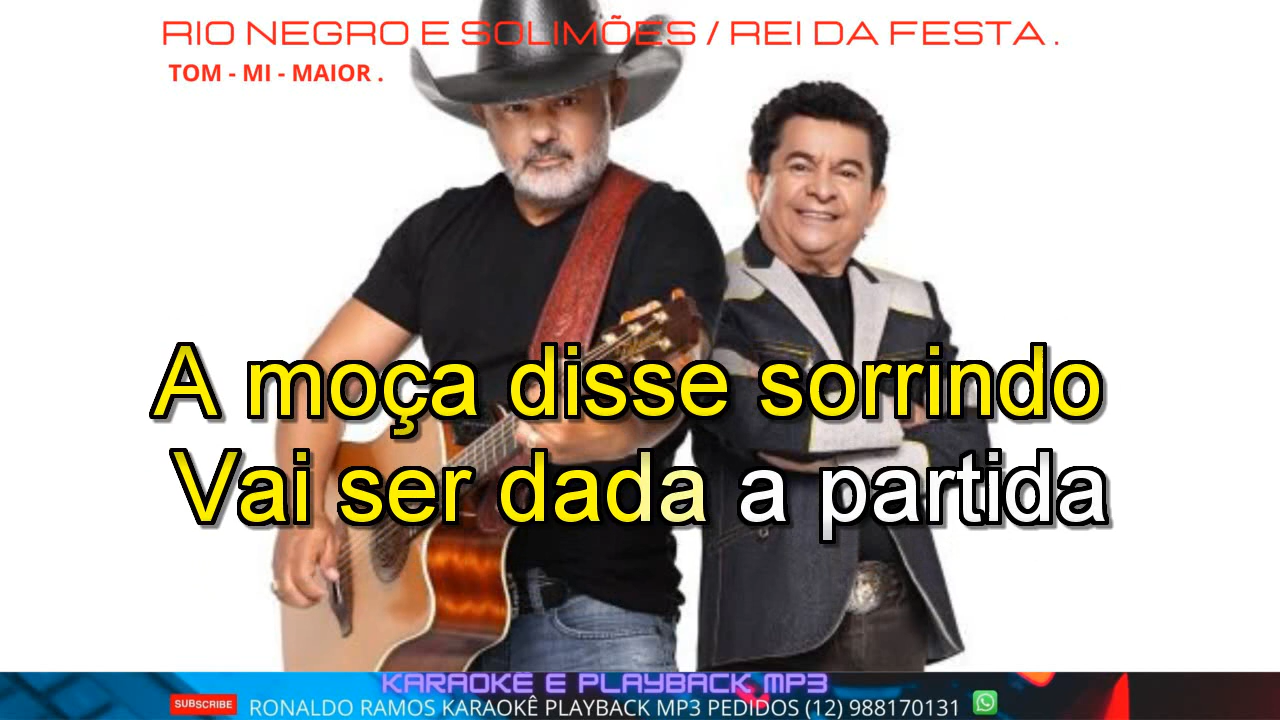 RIO NEGRO E SOLIMÕES / REI DA FESTA .
TOM - MI - MAIOR .
A moça disse sorrindo
Vai ser dada a partida
KARAOKÊ E PLAYBACK MP3
SUBSCRIBE RONALDO RAMOS KARAOKÊ PLAYBACK MP3 PEDIDOS (12) 988170131